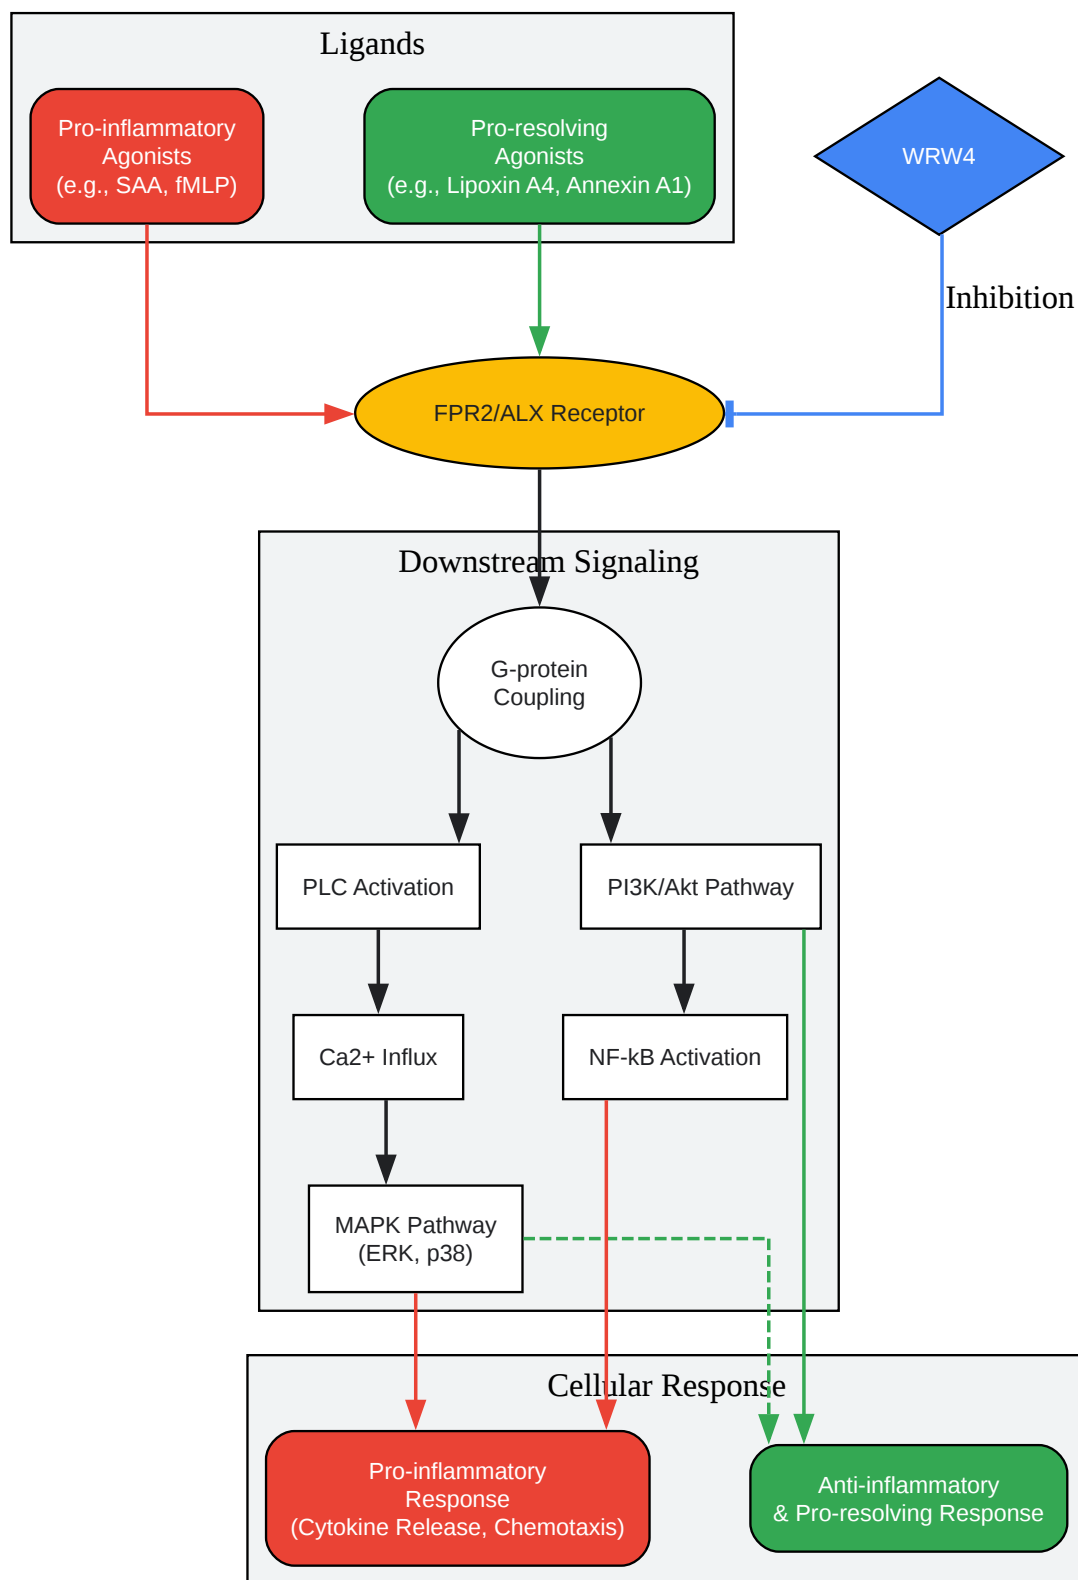 Ligands
Pro-inflammatory
Agonists
(e.g., SAA, fMLP)
Pro-resolving
Agonists
(e.g., Lipoxin A4, Annexin A1)
WRW4
Inhibition
FPR2/ALX Receptor
Downstream Signaling
G-protein
Coupling
PLC Activation
PI3K/Akt Pathway
Ca2+ Influx
NF-kB Activation
MAPK Pathway
(ERK, p38)
Cellular Response
Pro-inflammatory
Response
(Cytokine Release, Chemotaxis)
Anti-inflammatory
& Pro-resolving Response